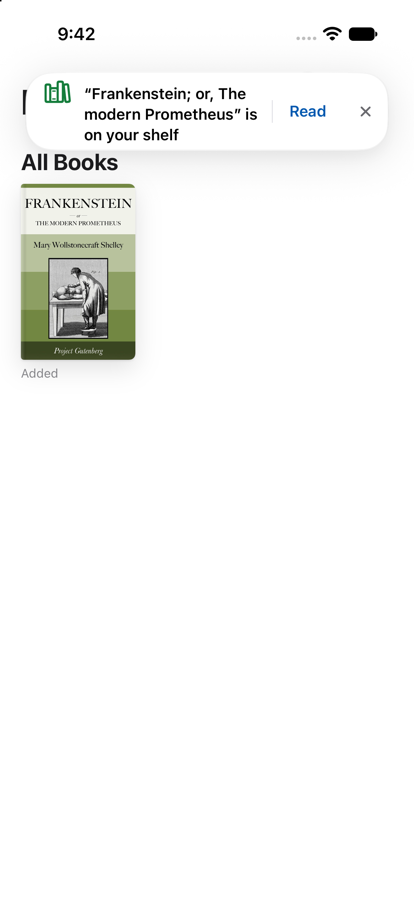 9:42
“Frankenstein; or, The
modern Prometheus” is
on your shelf
Read
All Books
FRANKENSTEIN
or
THE MODERN PROMETHEUS
Mary Wollstonecraft Shelley
Project Gutenberg
Added